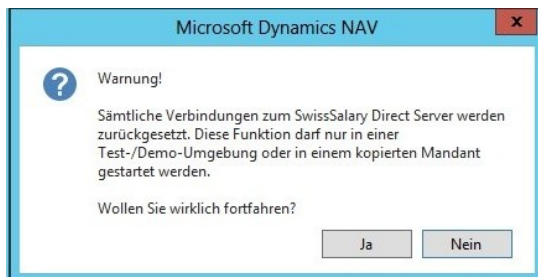 Microsoft Dynamics NAV
x
?
Warnung!
Sämtliche Verbindungen zum SwissSalary Direct Server werden
zurückgesetzt. Diese Funktion darf nur in einer
Test-/Demo-Umgebung oder in einem kopierten Mandant
gestartet werden.
Wollen Sie wirklich fortfahren?
Ja
Nein